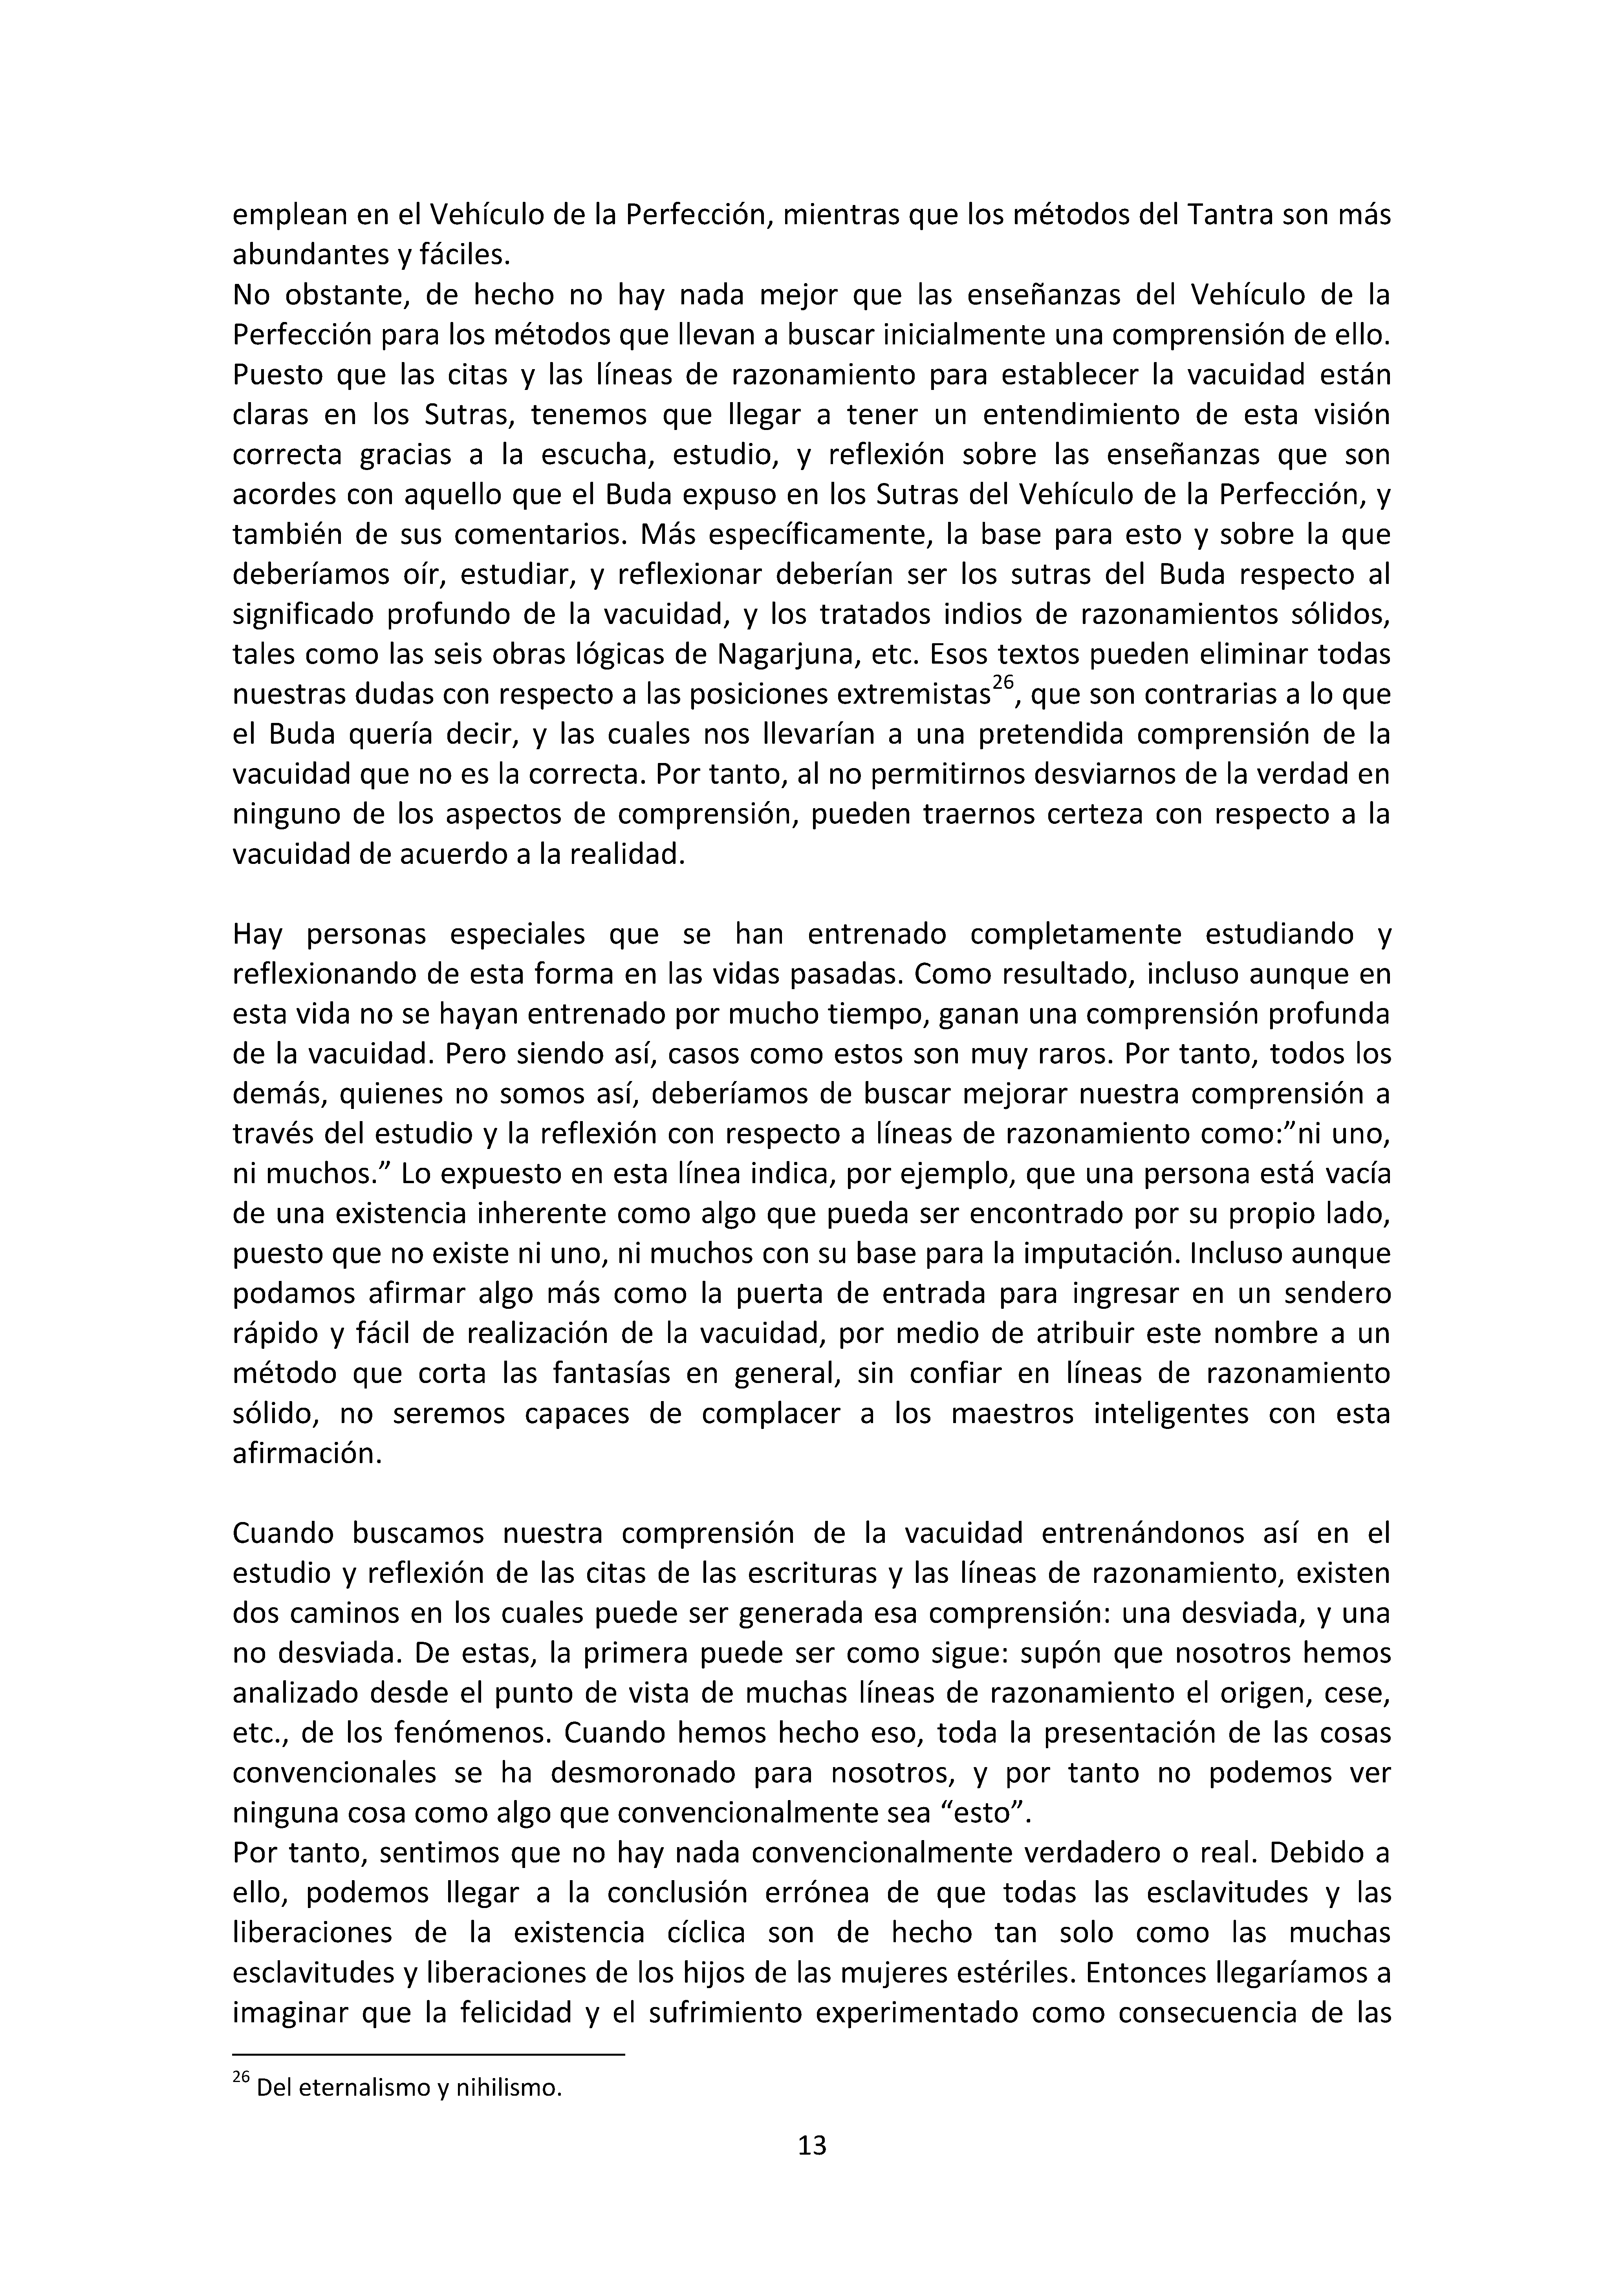 emplean en el Vehículo de la Perfección, mientras que los métodos del Tantra son más
abundantes y fáciles.
No obstante, de hecho no hay nada mejor que las enseñanzas del Vehículo de la
Perfección para los métodos que llevan a buscar inicialmente una comprensión de ello.
Puesto que las citas y las líneas de razonamiento para establecer la vacuidad están
claras en los Sutras, tenemos que llegar a tener un entendimiento de esta visión
correcta gracias a la escucha, estudio, y reflexión sobre las enseñanzas que son
acordes con aquello que el Buda expuso en los Sutras del Vehículo de la Perfección, y
también de sus comentarios. Más específicamente, la base para esto y sobre la que
deberíamos oír, estudiar, y reflexionar deberían ser los sutras del Buda respecto al
significado profundo de la vacuidad, y los tratados indios de razonamientos sólidos,
tales como las seis obras lógicas de Nagarjuna, etc. Esos textos pueden eliminar todas
nuestras dudas con respecto a las posiciones extremistas26, que son contrarias a lo que
el Buda quería decir, y las cuales nos llevarían a una pretendida comprensión de la
vacuidad que no es la correcta. Por tanto, al no permitirnos desviarnos de la verdad en
ninguno de los aspectos de comprensión, pueden traernos certeza con respecto a la
vacuidad de acuerdo a la realidad.
Hay personas especiales que se han entrenado completamente estudiando y
reflexionando de esta forma en las vidas pasadas. Como resultado, incluso aunque en
esta vida no se hayan entrenado por mucho tiempo, ganan una comprensión profunda
de la vacuidad. Pero siendo así, casos como estos son muy raros. Por tanto, todos los
demás, quienes no somos así, deberíamos de buscar mejorar nuestra comprensión a
través del estudio y la reflexión con respecto a líneas de razonamiento como:”ni uno,
ni muchos.” Lo expuesto en esta línea indica, por ejemplo, que una persona está vacía
de una existencia inherente como algo que pueda ser encontrado por su propio lado,
puesto que no existe ni uno, ni muchos con su base para la imputación. Incluso aunque
podamos afirmar algo más como la puerta de entrada para ingresar en un sendero
rápido y fácil de realización de la vacuidad, por medio de atribuir este nombre a un
método que corta las fantasías en general, sin confiar en líneas de razonamiento
sólido, no seremos capaces de complacer a los maestros inteligentes con esta
afirmación.
Cuando buscamos nuestra comprensión de la vacuidad entrenándonos así en el
estudio y reflexión de las citas de las escrituras y las líneas de razonamiento, existen
dos caminos en los cuales puede ser generada esa comprensión: una desviada, y una
no desviada. De estas, la primera puede ser como sigue: supón que nosotros hemos
analizado desde el punto de vista de muchas líneas de razonamiento el origen, cese,
etc., de los fenómenos. Cuando hemos hecho eso, toda la presentación de las cosas
convencionales se ha desmoronado para nosotros, y por tanto no podemos ver
ninguna cosa como algo que convencionalmente sea “esto”.
Por tanto, sentimos que no hay nada convencionalmente verdadero o real. Debido a
ello, podemos llegar a la conclusión errónea de que todas las esclavitudes y las
liberaciones de la existencia cíclica son de hecho tan solo como las muchas
esclavitudes y liberaciones de los hijos de las mujeres estériles. Entonces llegaríamos a
imaginar que la felicidad y el sufrimiento experimentado como consecuencia de las
26 Del eternalismo y nihilismo.
13